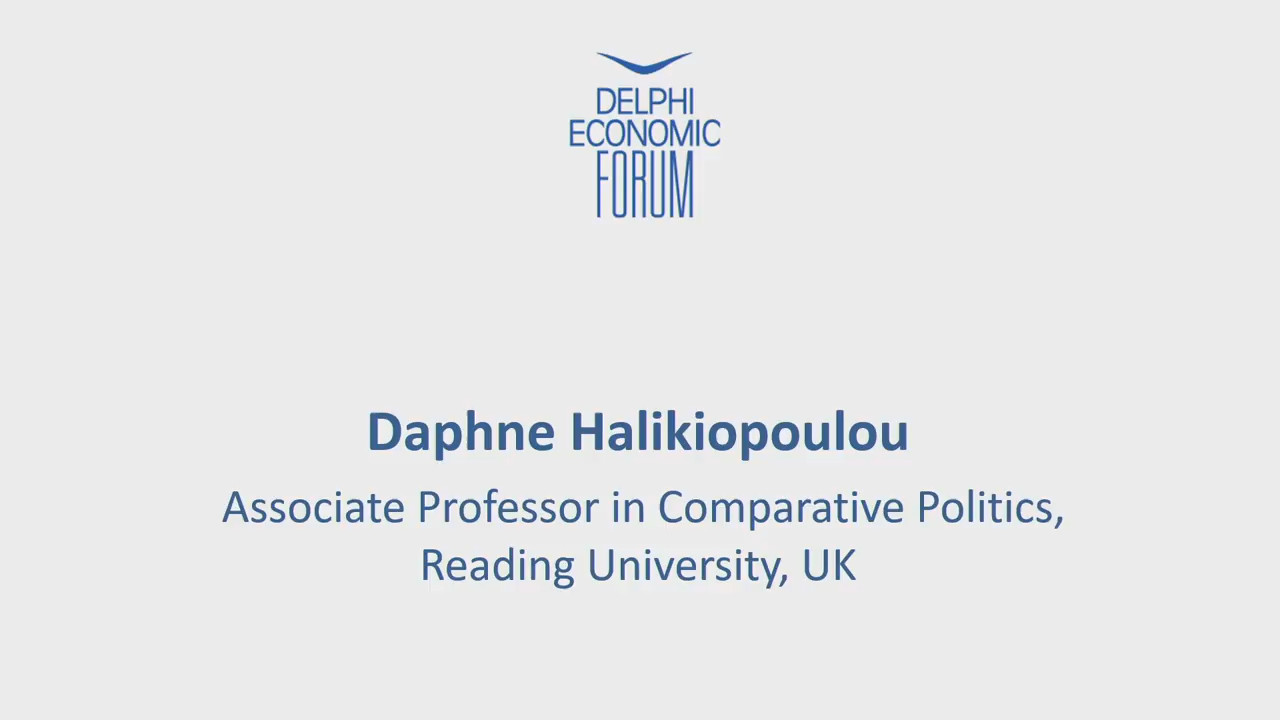 DELPHI
ECONOMIC
FORUM
Daphne Halikiopoulou
Associate Professor in Comparative Politics,
Reading University, UK